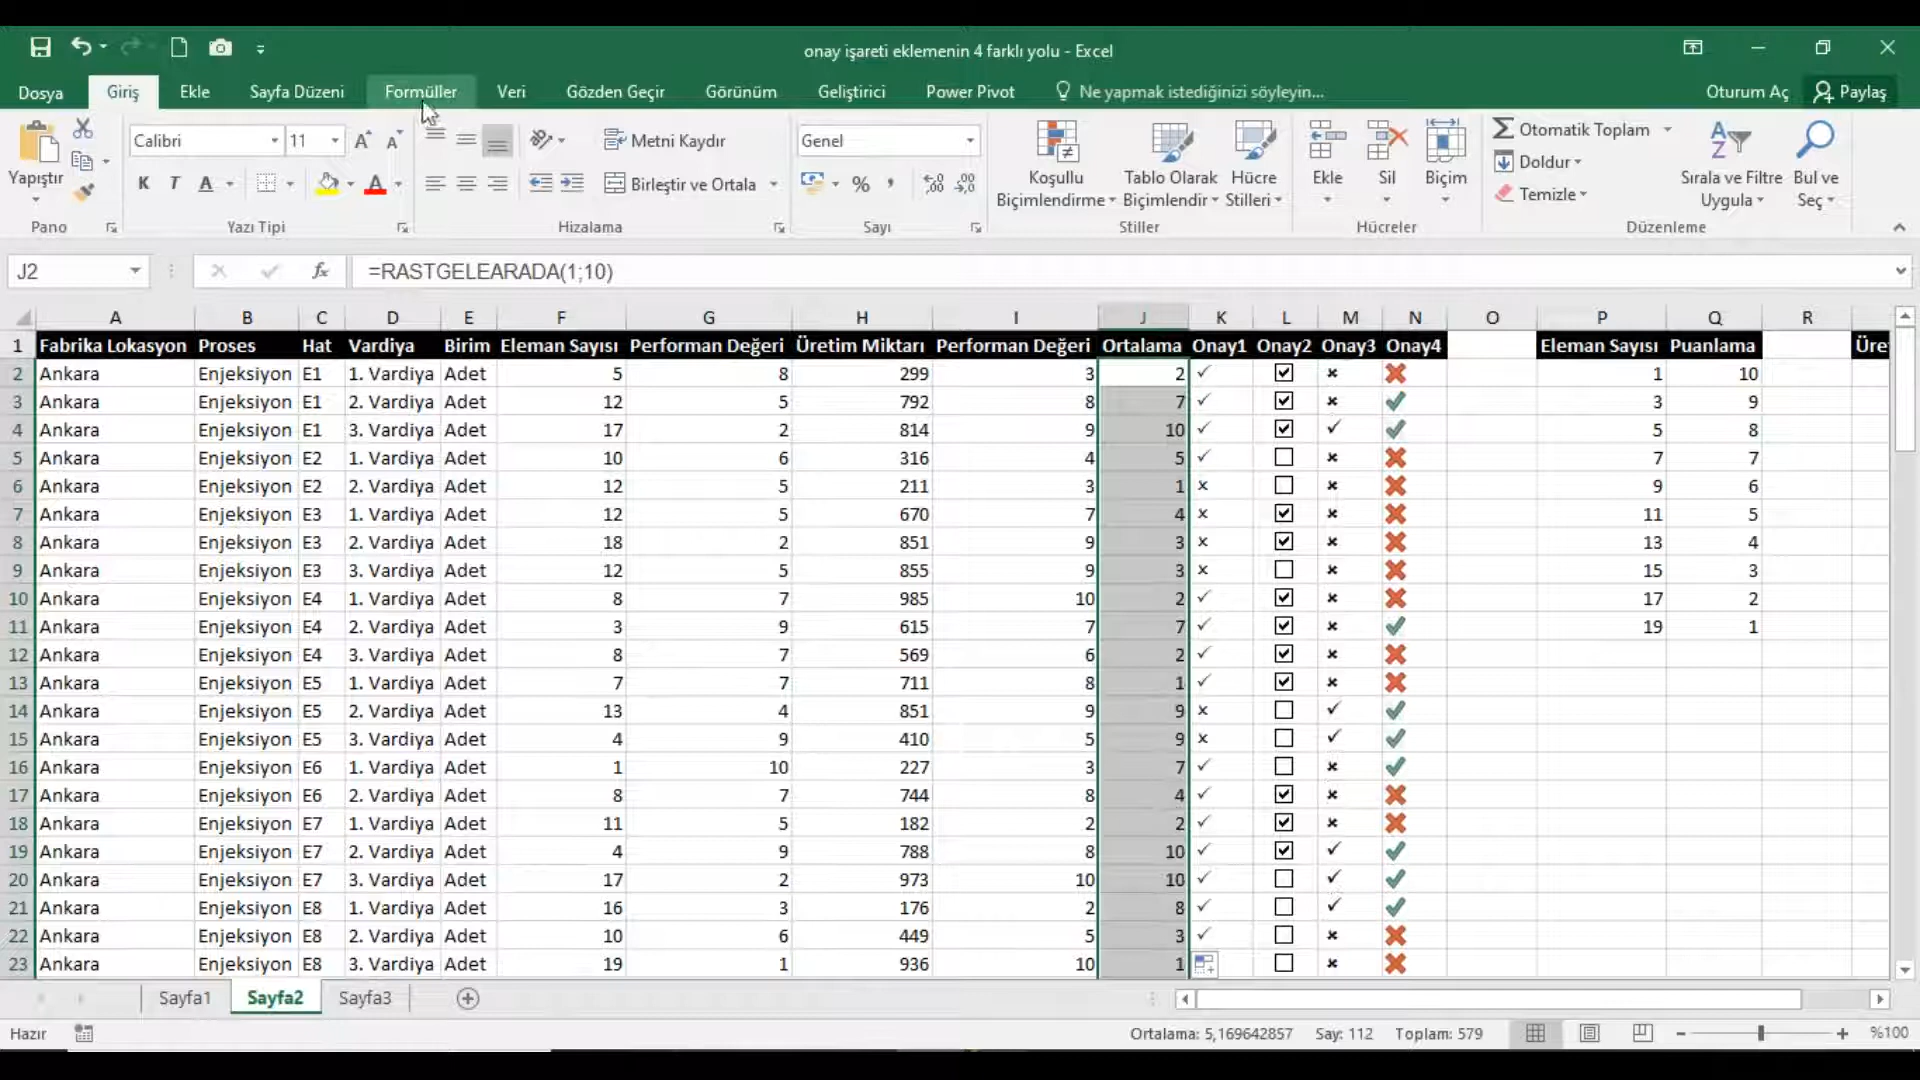 onay işareti eklemenin 4 farklı yolu - Excel
Dosya Giriş Ekle Sayfa Düzeni Formüller Veri Gözden Geçir Görünüm Geliştirici Power Pivot Ne yapmak istediğinizi söyleyin... Oturum Aç Paylaş
Calibri 11 Metni Kaydır Genel Otomatik Toplam
Yapıştır K T A A Birleştir ve Ortala % Koşullu Biçimlendirme Tablo Olarak Biçimlendir Hücre Stilleri Ekle Sil Biçim Doldur Temizle Sırala ve Filtre Uygula Bul ve Seç
Pano Yazı Tipi Hizalama Sayı Stiller Hücreler Düzenleme
J2 fx =RASTGELEARADA(1;10)
A B C D E F G H I J K L M N O P Q R
1 Fabrika Lokasyon Proses Hat Vardiya Birim Eleman Sayısı Performan Değeri Üretim Miktarı Performan Değeri Ortalama Onay1 Onay2 Onay3 Onay4 Eleman Sayısı Puanlama Üre
2 Ankara Enjeksiyon E1 1. Vardiya Adet 5 8 299 3 2 ✓ ☑ × ✖ 1 10
3 Ankara Enjeksiyon E1 2. Vardiya Adet 12 5 792 8 7 ✓ ☑ × ✔ 3 9
4 Ankara Enjeksiyon E1 3. Vardiya Adet 17 2 814 9 10 ✓ ☑ ✓ ✔ 5 8
5 Ankara Enjeksiyon E2 1. Vardiya Adet 10 6 316 4 5 ✓ ☐ × ✖ 7 7
6 Ankara Enjeksiyon E2 2. Vardiya Adet 12 5 211 3 1 × ☐ × ✖ 9 6
7 Ankara Enjeksiyon E3 1. Vardiya Adet 12 5 670 7 4 × ☑ × ✖ 11 5
8 Ankara Enjeksiyon E3 2. Vardiya Adet 18 2 851 9 3 × ☑ × ✖ 13 4
9 Ankara Enjeksiyon E3 3. Vardiya Adet 12 5 855 9 3 × ☐ × ✖ 15 3
10 Ankara Enjeksiyon E4 1. Vardiya Adet 8 7 985 10 2 ✓ ☑ × ✖ 17 2
11 Ankara Enjeksiyon E4 2. Vardiya Adet 3 9 615 7 7 ✓ ☑ × ✔ 19 1
12 Ankara Enjeksiyon E4 3. Vardiya Adet 8 7 569 6 2 ✓ ☑ × ✖
13 Ankara Enjeksiyon E5 1. Vardiya Adet 7 7 711 8 1 ✓ ☑ × ✖
14 Ankara Enjeksiyon E5 2. Vardiya Adet 13 4 851 9 9 × ☐ ✓ ✔
15 Ankara Enjeksiyon E5 3. Vardiya Adet 4 9 410 5 9 × ☐ ✓ ✔
16 Ankara Enjeksiyon E6 1. Vardiya Adet 1 10 227 3 7 ✓ ☐ × ✔
17 Ankara Enjeksiyon E6 2. Vardiya Adet 8 7 744 8 4 ✓ ☑ × ✖
18 Ankara Enjeksiyon E7 1. Vardiya Adet 11 5 182 2 2 ✓ ☑ × ✖
19 Ankara Enjeksiyon E7 2. Vardiya Adet 4 9 788 8 10 ✓ ☑ ✓ ✔
20 Ankara Enjeksiyon E7 3. Vardiya Adet 17 2 973 10 10 ✓ ☐ ✓ ✔
21 Ankara Enjeksiyon E8 1. Vardiya Adet 16 3 176 2 8 ✓ ☐ ✓ ✔
22 Ankara Enjeksiyon E8 2. Vardiya Adet 10 6 449 5 3 ✓ ☐ × ✖
23 Ankara Enjeksiyon E8 3. Vardiya Adet 19 1 936 10 1 ☐ × ✖
Sayfa1 Sayfa2 Sayfa3
Hazır Ortalama: 5,169642857 Say: 112 Toplam: 579 %100